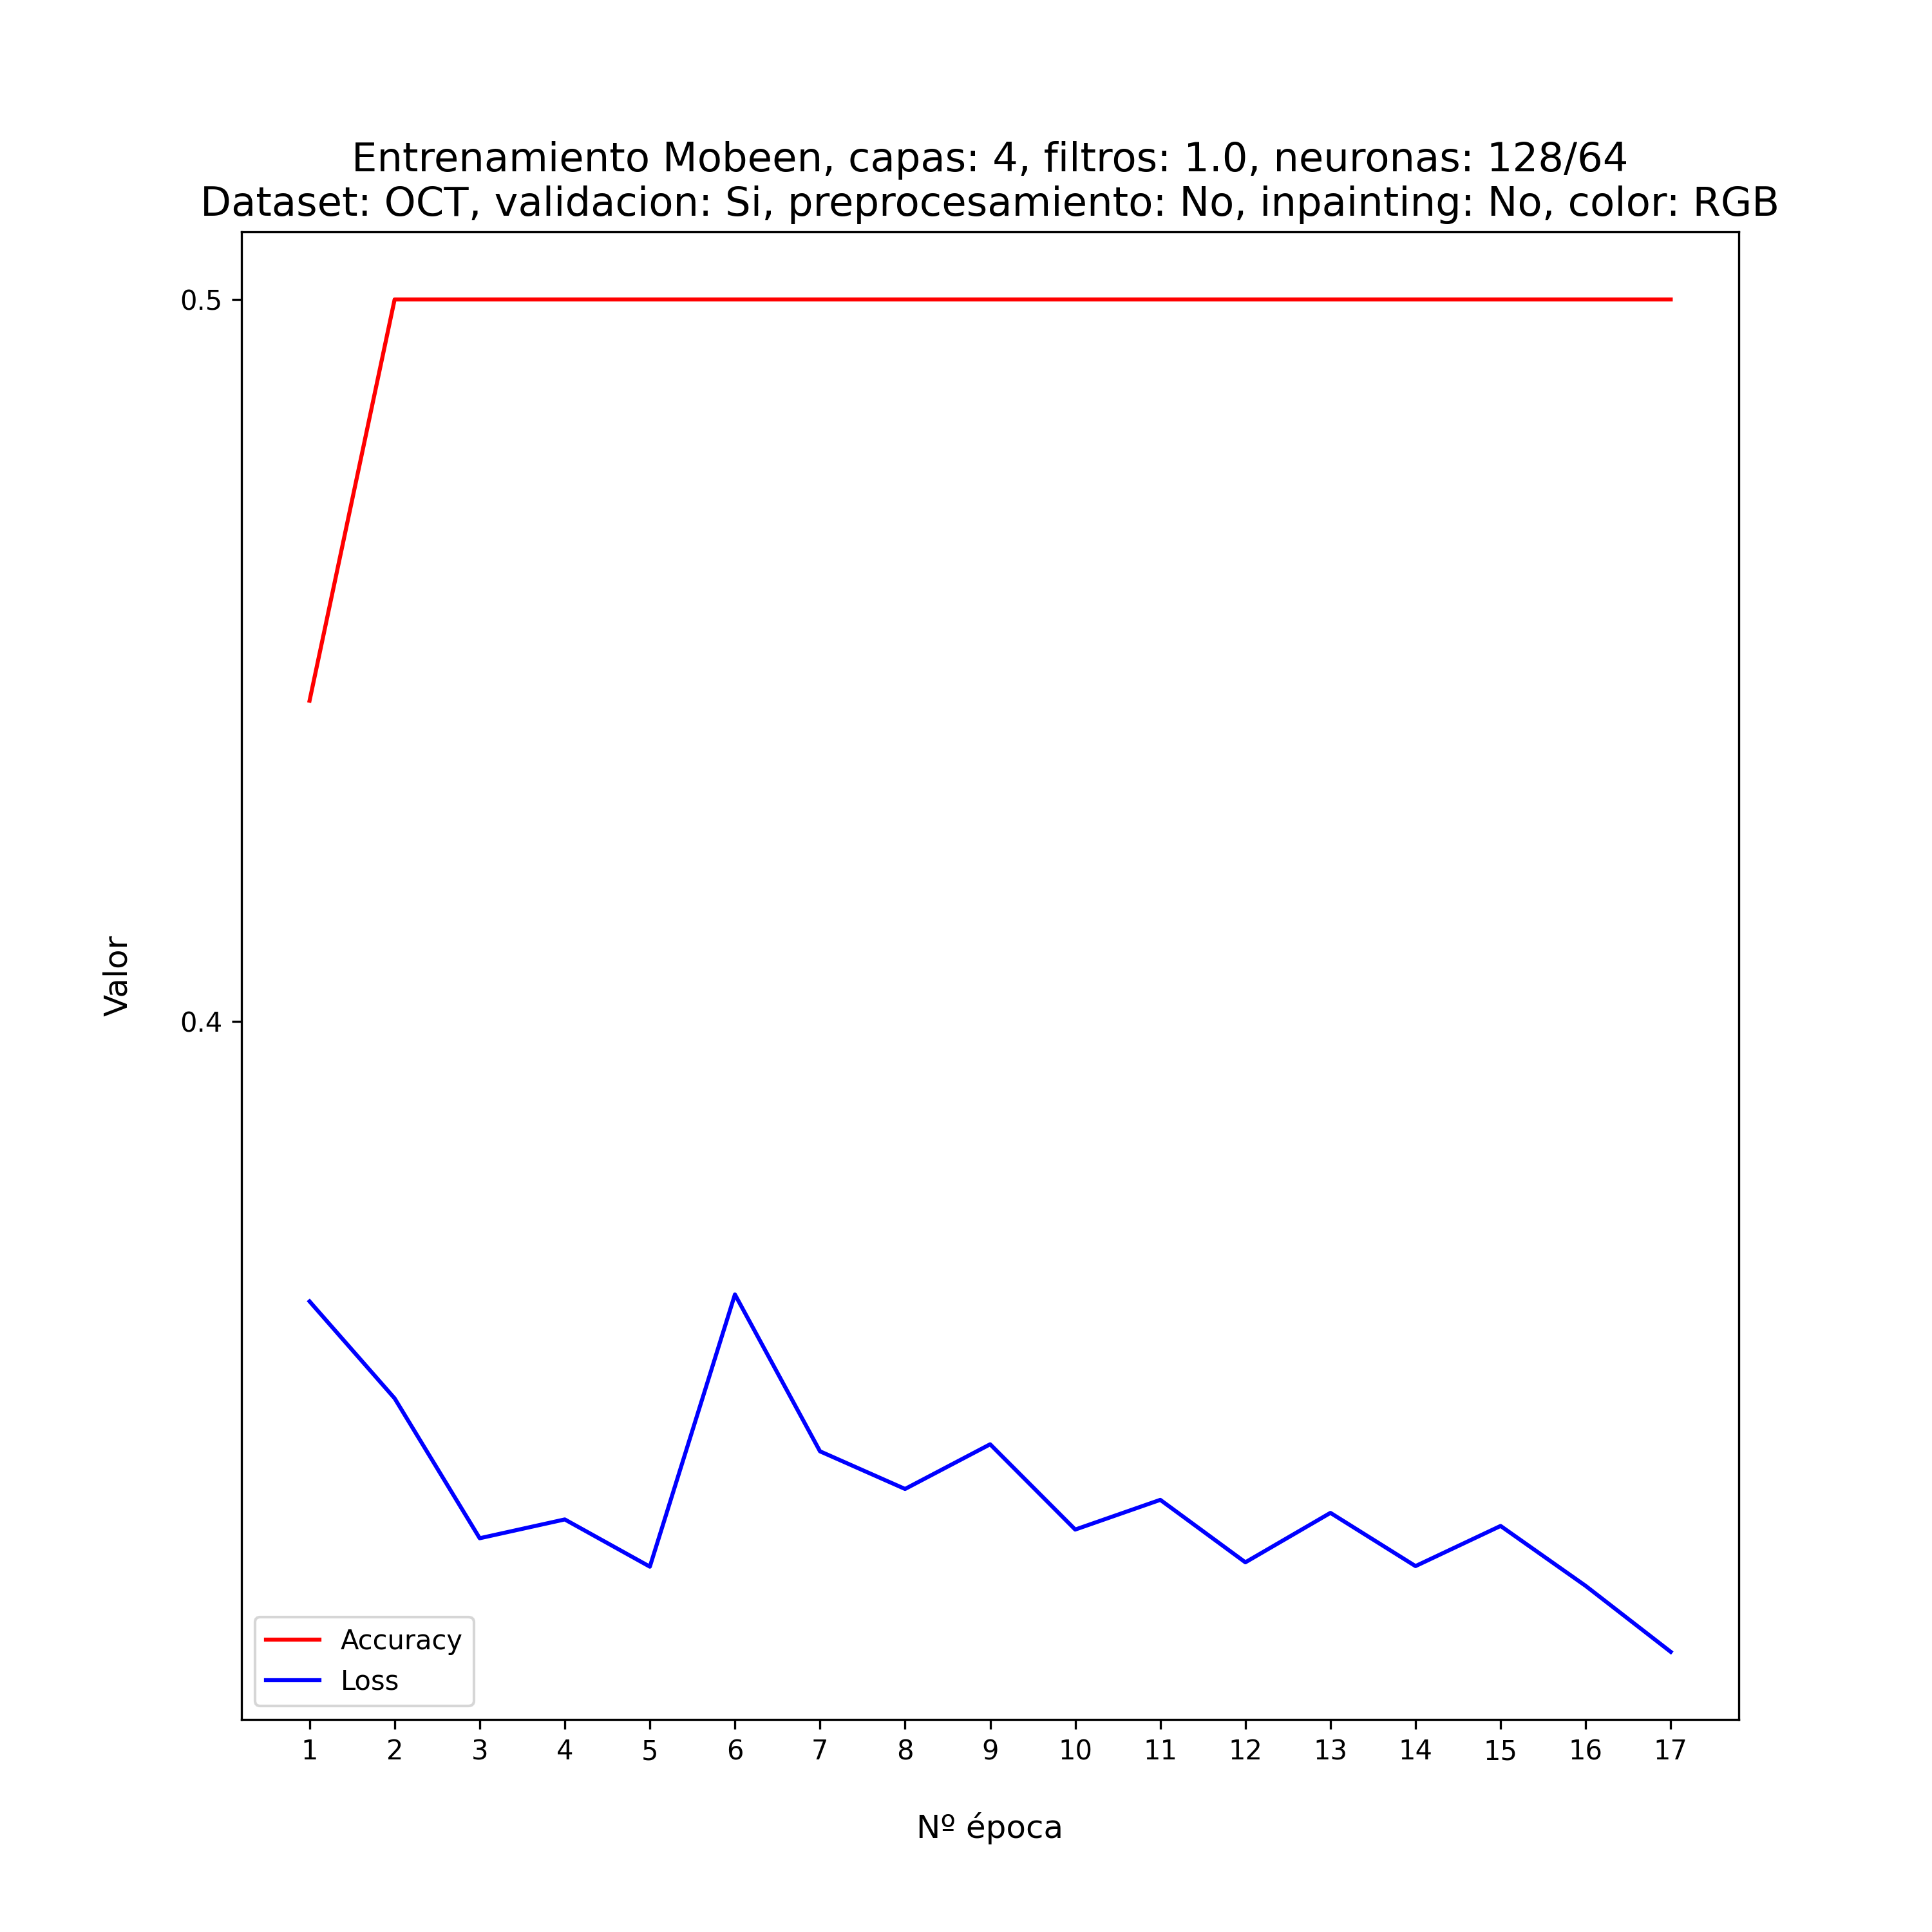 Entrenamiento Mobeen, capas: 4, filtros: 1.0, neuronas: 128/64
Dataset: OCT, validacion: Si, preprocesamiento: No, inpainting: No, color: RGB
0.5
0.4
Valor
Accuracy
Loss
1 2 3 4 5 6 7 8 9 10 11 12 13 14 15 16 17
Nº época